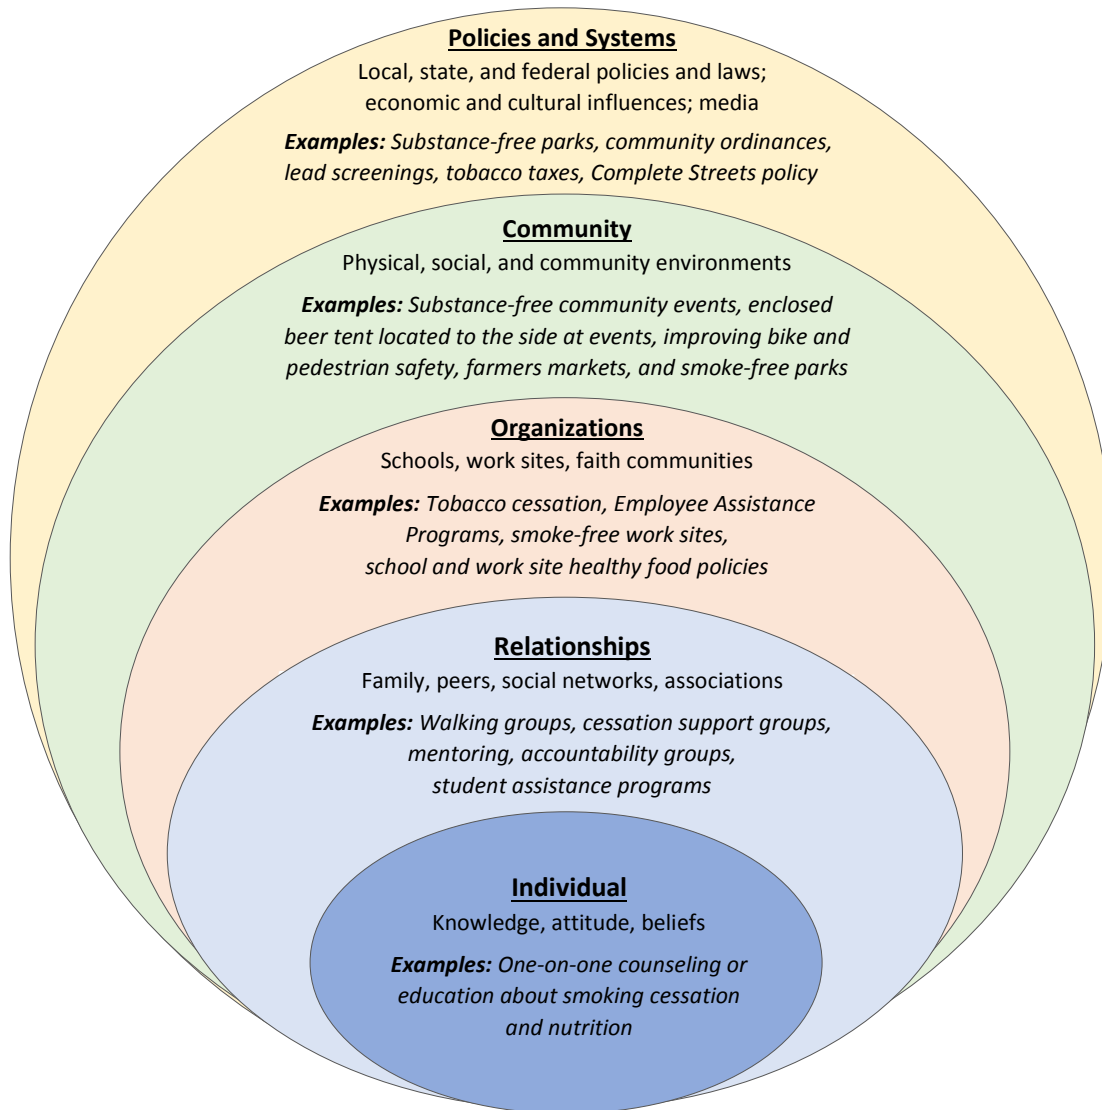 Policies and Systems
Local, state, and federal policies and laws;
economic and cultural influences; media
Examples: Substance-free parks, community ordinances,
lead screenings, tobacco taxes, Complete Streets policy
Community
Physical, social, and community environments
Examples: Substance-free community events, enclosed
beer tent located to the side at events, improving bike and
pedestrian safety, farmers markets, and smoke-free parks
Organizations
Schools, work sites, faith communities
Examples: Tobacco cessation, Employee Assistance
Programs, smoke-free work sites,
school and work site healthy food policies
Relationships
Family, peers, social networks, associations
Examples: Walking groups, cessation support groups,
mentoring, accountability groups,
student assistance programs
Individual
Knowledge, attitude, beliefs
Examples: One-on-one counseling or
education about smoking cessation
and nutrition